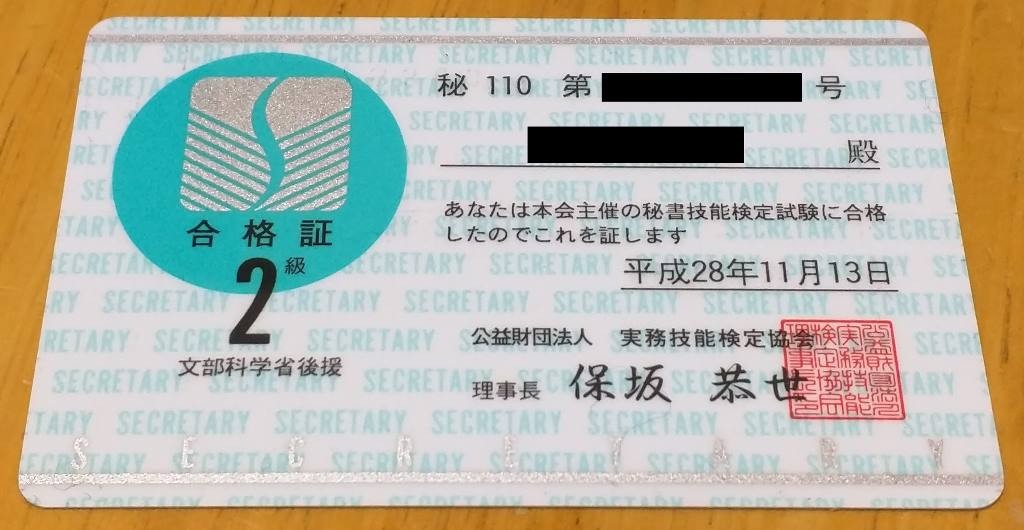 秘 110 第 号
殿
合格証
2級
文部科学省後援
あなたは本会主催の秘書技能検定試験に合格
したのでこれを証します
平成28年11月13日
公益財団法人 実務技能検定協会
理事長 保坂 恭世
SECRETARY